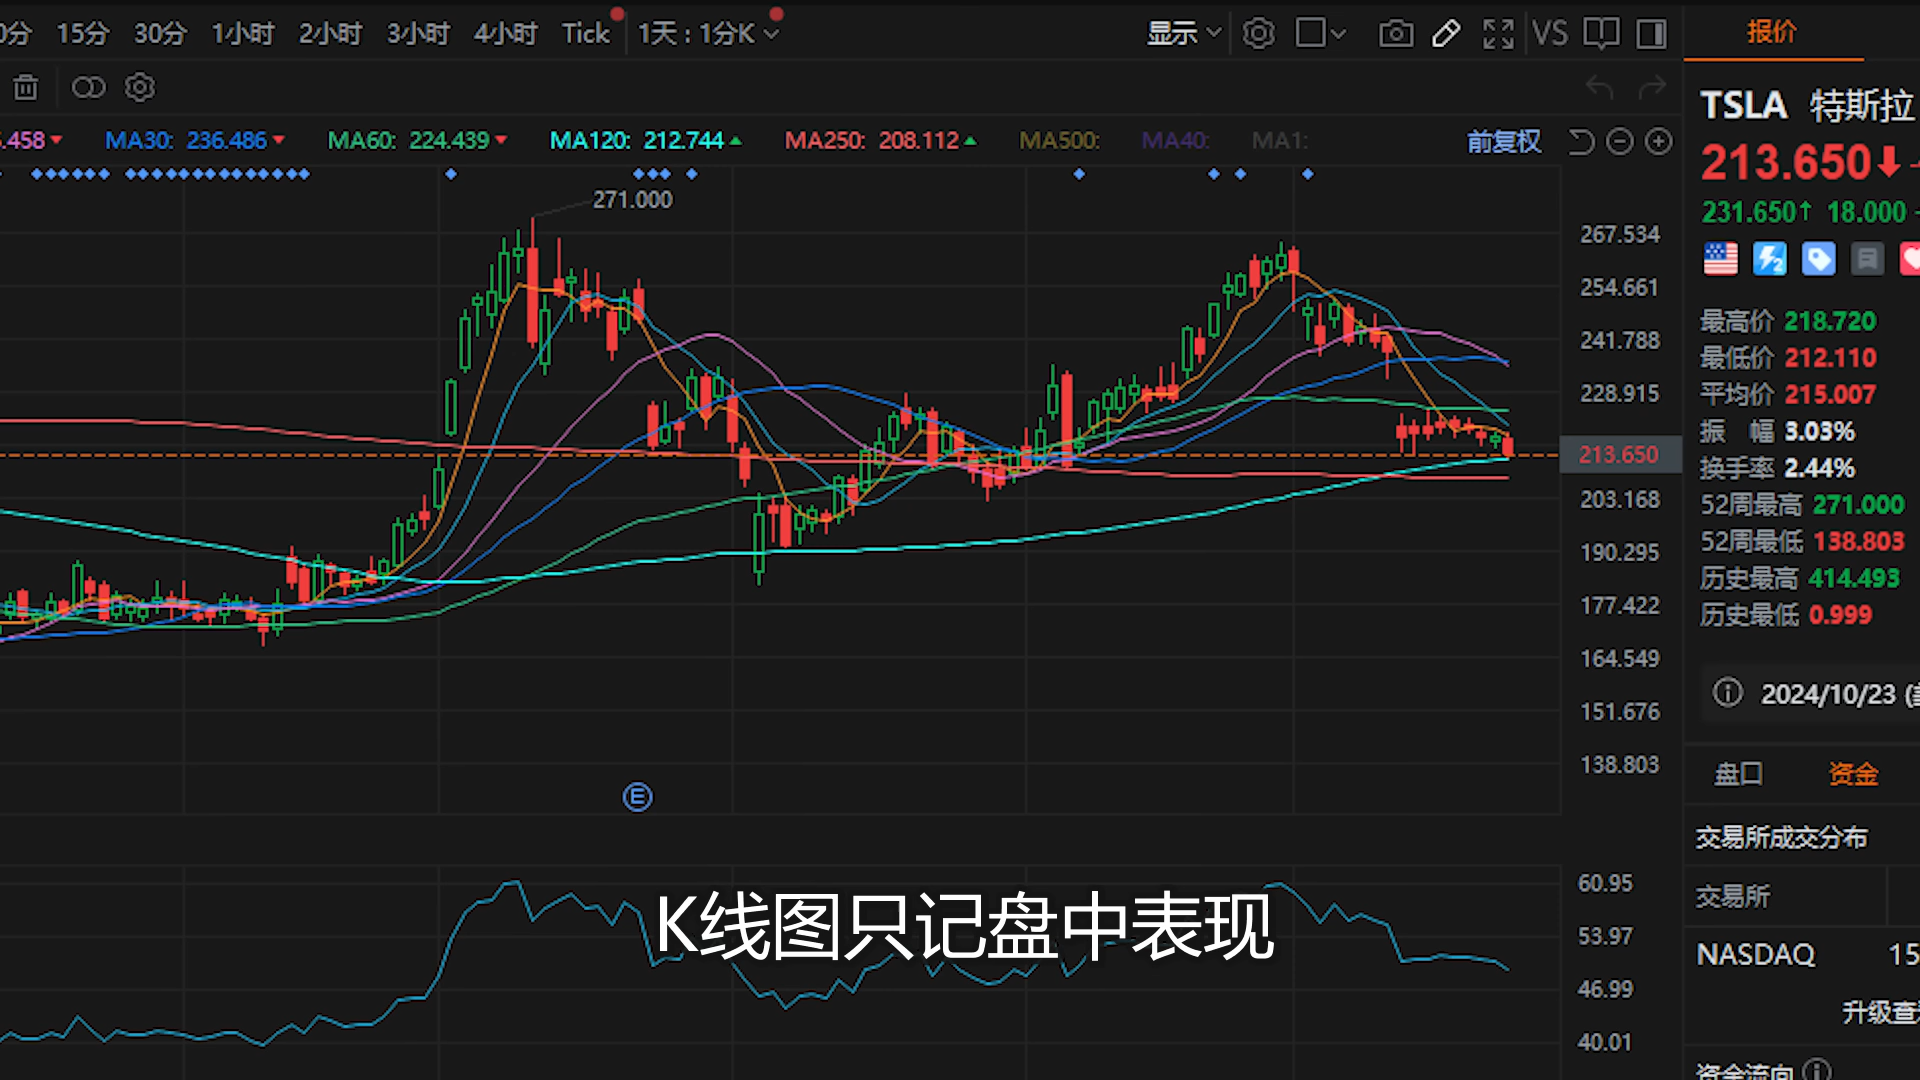 0分 15分 30分 1小时 2小时 3小时 4小时 Tick 1天 : 1分K 显示 VS
.458 MA30: 236.486 MA60: 224.439 MA120: 212.744 MA250: 208.112 MA500: MA40: MA1: 前复权
271.000
267.534
254.661
241.788
228.915
213.650
203.168
190.295
177.422
164.549
151.676
138.803
E
60.95
53.97
46.99
40.01
K线图只记盘中表现
报价
TSLA 特斯拉
213.650
231.650↑ 18.000
最高价 218.720
最低价 212.110
平均价 215.007
振 幅 3.03%
换手率 2.44%
52周最高 271.000
52周最低 138.803
历史最高 414.493
历史最低 0.999
2024/10/23
盘口 资金
交易所成交分布
交易所
NASDAQ 15
升级查
资金流向